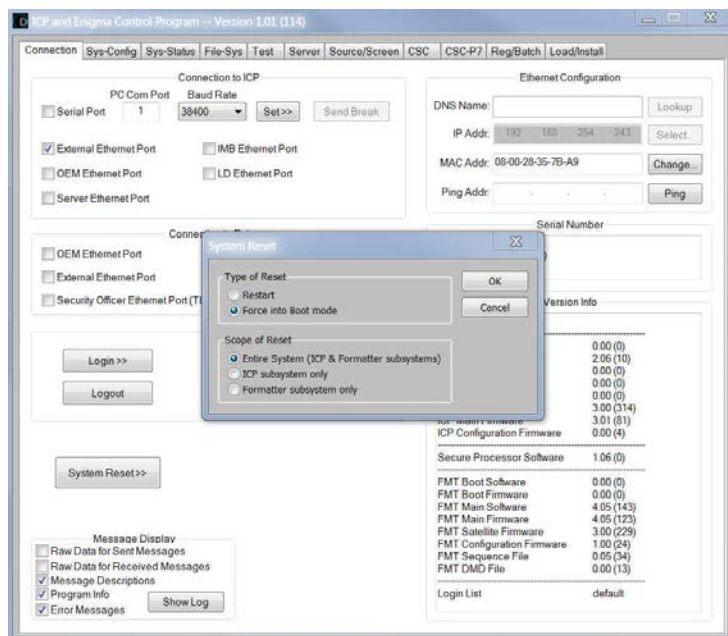 ICP and Enigma Control Program -- Version 1.01 (114)
Connection Sys-Config Sys-Status File-Sys Test Server Source/Screen CSC CSC-P7 Reg/Batch Load/Install
Connection to ICP
PC Com Port Baud Rate
Serial Port 1 38400 Set>> Send Break
External Ethernet Port IMB Ethernet Port
OEM Ethernet Port LD Ethernet Port
Server Ethernet Port
Ethernet Configuration
DNS Name: Lookup
IP Addr: 192 168 254 243 Select..
MAC Addr: 08-00-28-35-7B-A9 Change...
Ping Addr: . . . Ping
OEM Ethernet Port
External Ethernet Port
Security Officer Ethernet Port
Serial Number
System Reset
Type of Reset
Restart
Force into Boot mode
Scope of Reset
Entire System (ICP & Formatter subsystems)
ICP subsystem only
Formatter subsystem only
OK
Cancel
Login >>
Logout
System Reset>>
Version Info
0.00 (0)
2.06 (10)
0.00 (0)
0.00 (0)
0.00 (0)
3.00 (314)
ICP Main Firmware 3.01 (81)
ICP Configuration Firmware 0.00 (4)
Secure Processor Software 1.06 (0)
FMT Boot Software 0.00 (0)
FMT Boot Firmware 0.00 (0)
FMT Main Software 4.05 (143)
FMT Main Firmware 4.05 (123)
FMT Satellite Firmware 3.00 (229)
FMT Configuration Firmware 1.00 (24)
FMT Sequence File 0.05 (34)
FMT DMD File 0.00 (13)
Login List default
Message Display
Raw Data for Sent Messages
Raw Data for Received Messages
Message Descriptions
Program Info
Error Messages
Show Log